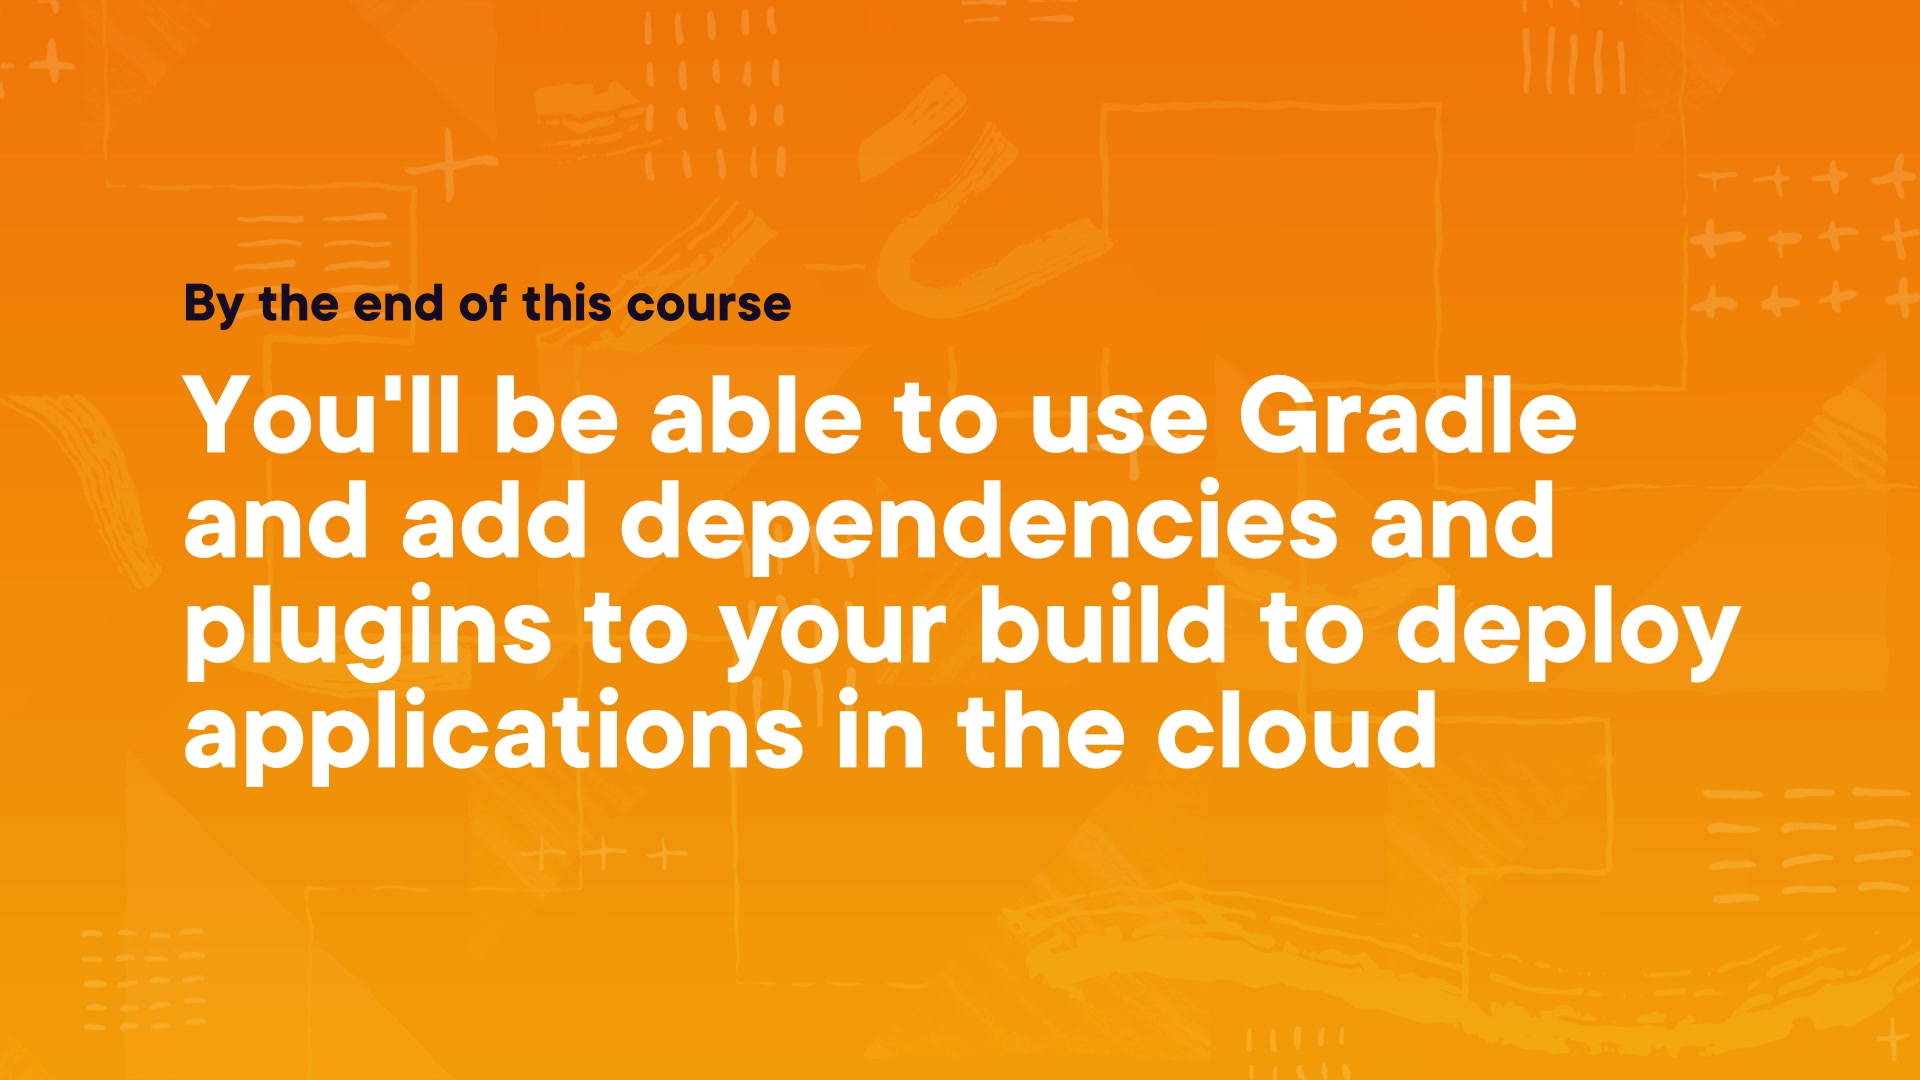 By the end of this course
You'll be able to use Gradle
and add dependencies and
plugins to your build to deploy
applications in the cloud